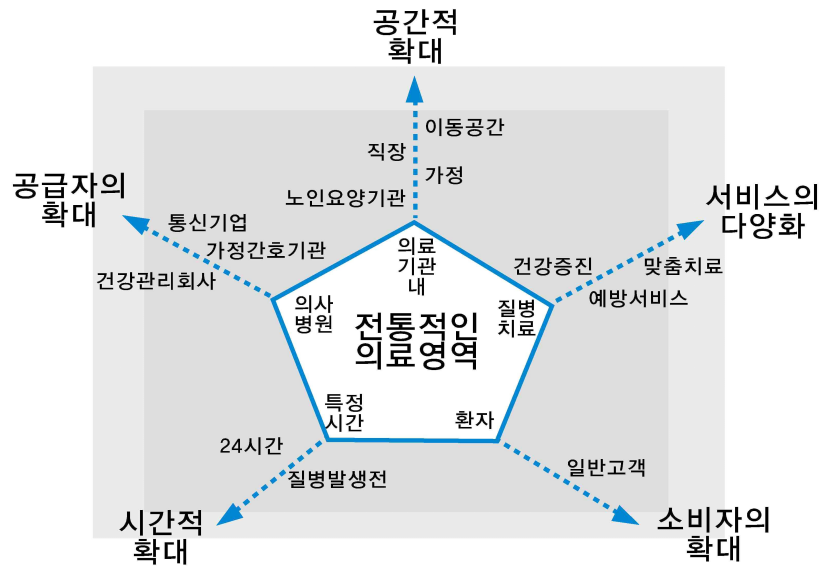 공간적
확대
이동공간
직장
가정
노인요양기관
공급자의
확대
통신기업
가정간호기관
건강관리회사
서비스의
다양화
건강증진
맞춤치료
예방서비스
의료
기관
내
의사
병원
질병
치료
전통적인
의료영역
특정
시간
환자
24시간
질병발생전
시간적
확대
일반고객
소비자의
확대